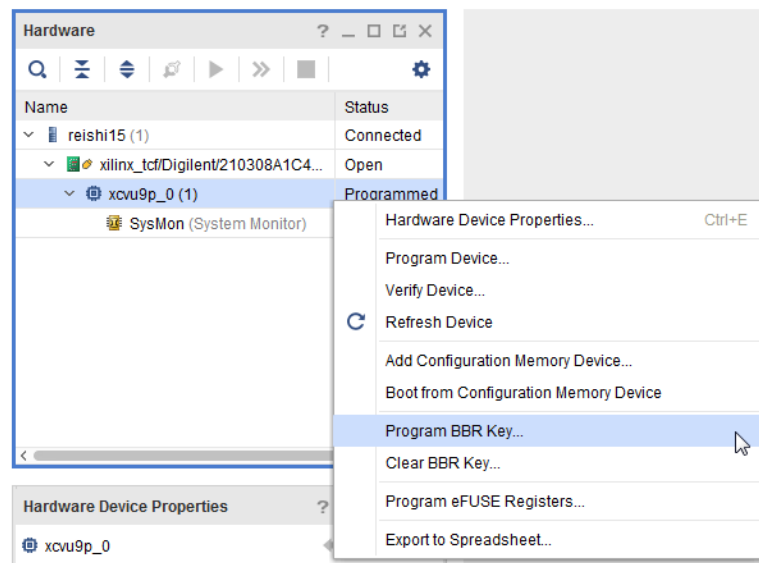 Hardware
Name Status
reishi15 (1) Connected
xilinx_tcf/Digilent/210308A1C4... Open
xcvu9p_0 (1) Programmed
SysMon (System Monitor)
Hardware Device Properties... Ctrl+E
Program Device...
Verify Device...
Refresh Device
Add Configuration Memory Device...
Boot from Configuration Memory Device
Program BBR Key...
Clear BBR Key...
Program eFUSE Registers...
Export to Spreadsheet...
Hardware Device Properties
xcvu9p_0